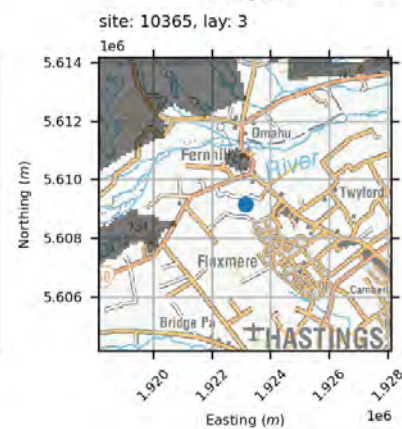 site: 10365, lay: 3
1e6
5.614
5.612
5.610
5.608
5.606
Northing (m)
Omahu
Fernhill
River
Twyford
Flaxmere
Bridge Pa
HASTINGS
1.920
1.922
1.924
1.926
1.928
1e6
Easting (m)